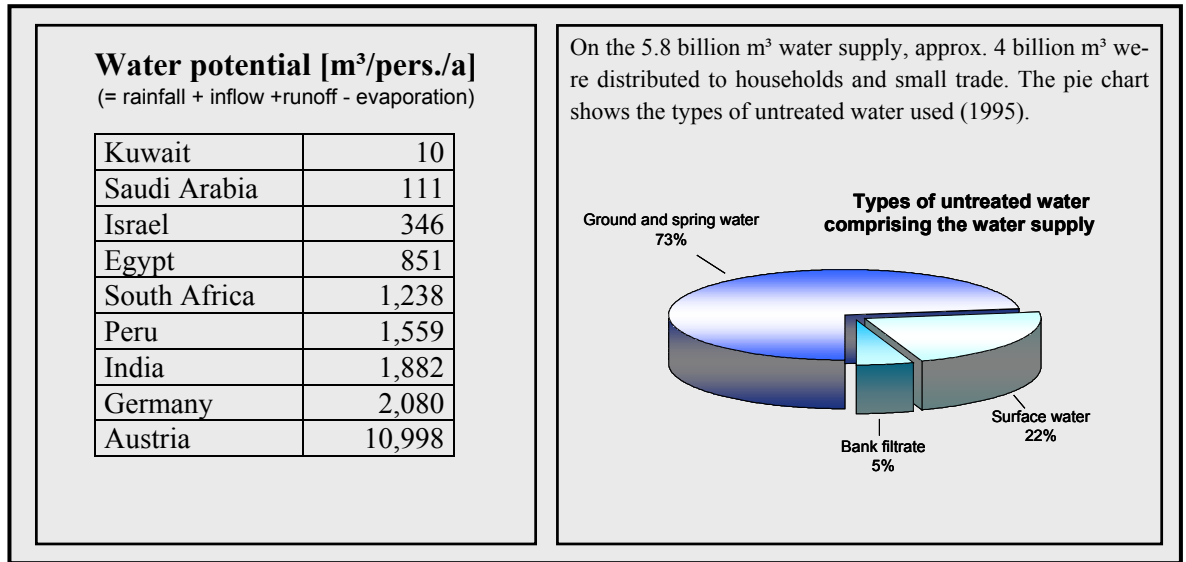 Water potential [m³/pers./a]
(= rainfall + inflow +runoff - evaporation)
Kuwait 10
Saudi Arabia 111
Israel 346
Egypt 851
South Africa 1,238
Peru 1,559
India 1,882
Germany 2,080
Austria 10,998
On the 5.8 billion m³ water supply, approx. 4 billion m³ we-
re distributed to households and small trade. The pie chart
shows the types of untreated water used (1995).
Types of untreated water
comprising the water supply
Ground and spring water
73%
Surface water
22%
Bank filtrate
5%